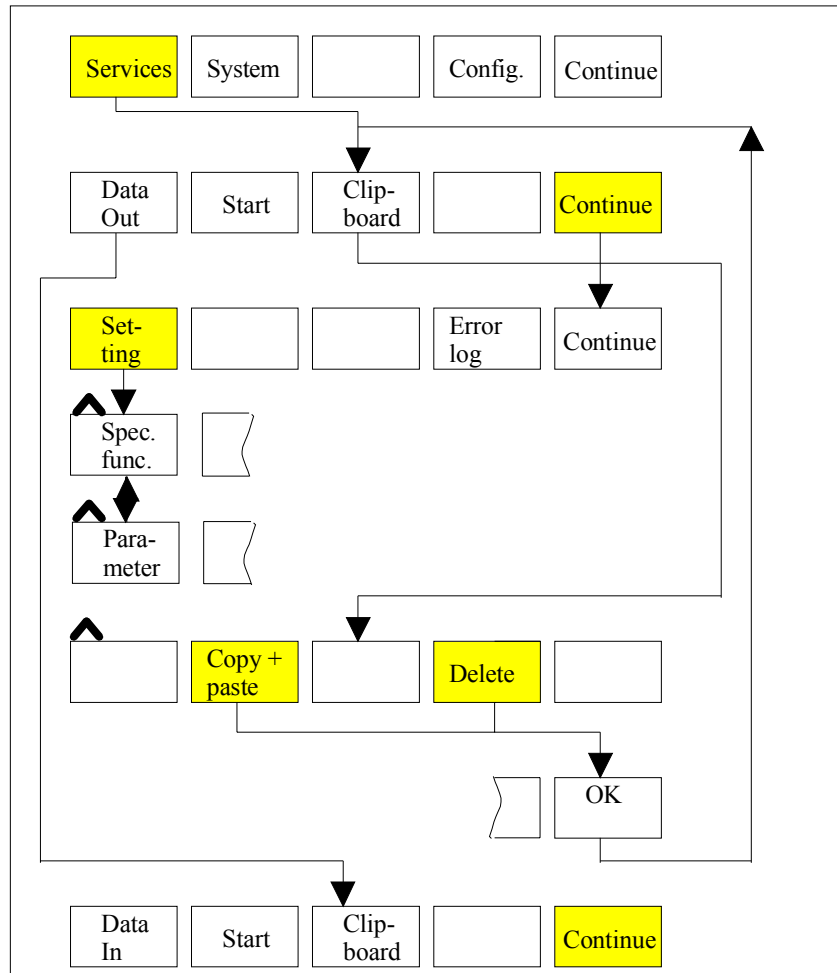 Services
System
Config.
Continue
Data
Out
Start
Clip-
board
Continue
Set-
ting
Error
log
Continue
Spec.
func.
Para-
meter
Copy +
paste
Delete
OK
Data
In
Start
Clip-
board
Continue